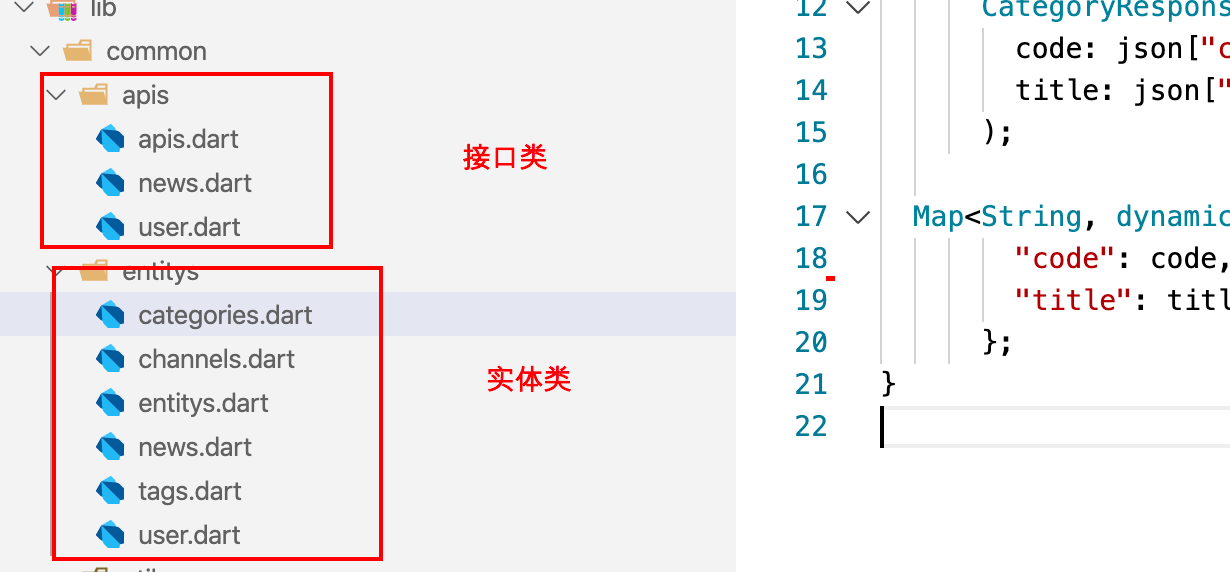 lib
common
apis
apis.dart
news.dart
user.dart
接口类
entitys
categories.dart
channels.dart
entitys.dart
news.dart
tags.dart
user.dart
实体类
12
13 code: json["c
14 title: json["
15 );
16
17 Map<String, dynamic
18 "code": code,
19 "title": titl
20 };
21 }
22